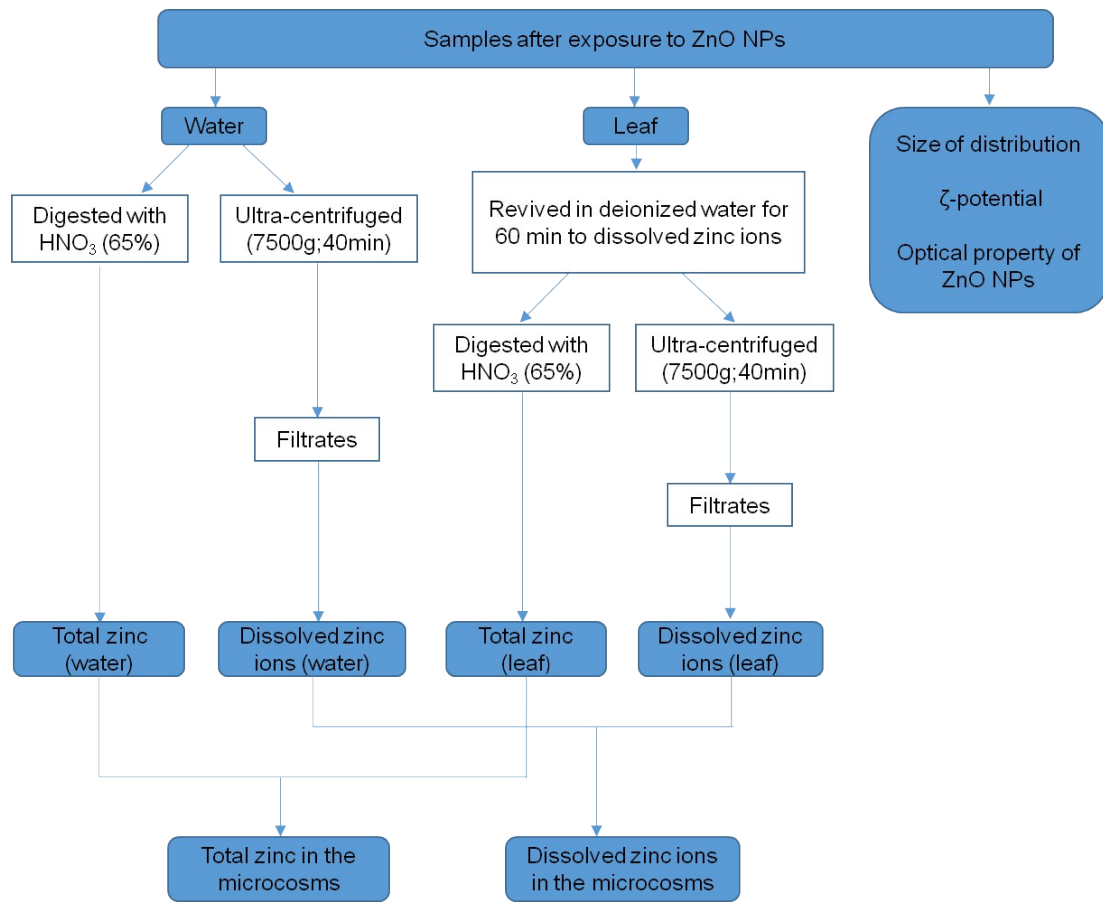 Samples after exposure to ZnO NPs
Water
Leaf
Size of distribution
ζ-potential
Optical property of
ZnO NPs
Digested with
HNO₃ (65%)
Ultra-centrifuged
(7500g;40min)
Revived in deionized water for
60 min to dissolved zinc ions
Digested with
HNO₃ (65%)
Ultra-centrifuged
(7500g;40min)
Filtrates
Filtrates
Total zinc
(water)
Dissolved zinc
ions (water)
Total zinc
(leaf)
Dissolved zinc
ions (leaf)
Total zinc in the
microcosms
Dissolved zinc ions
in the microcosms